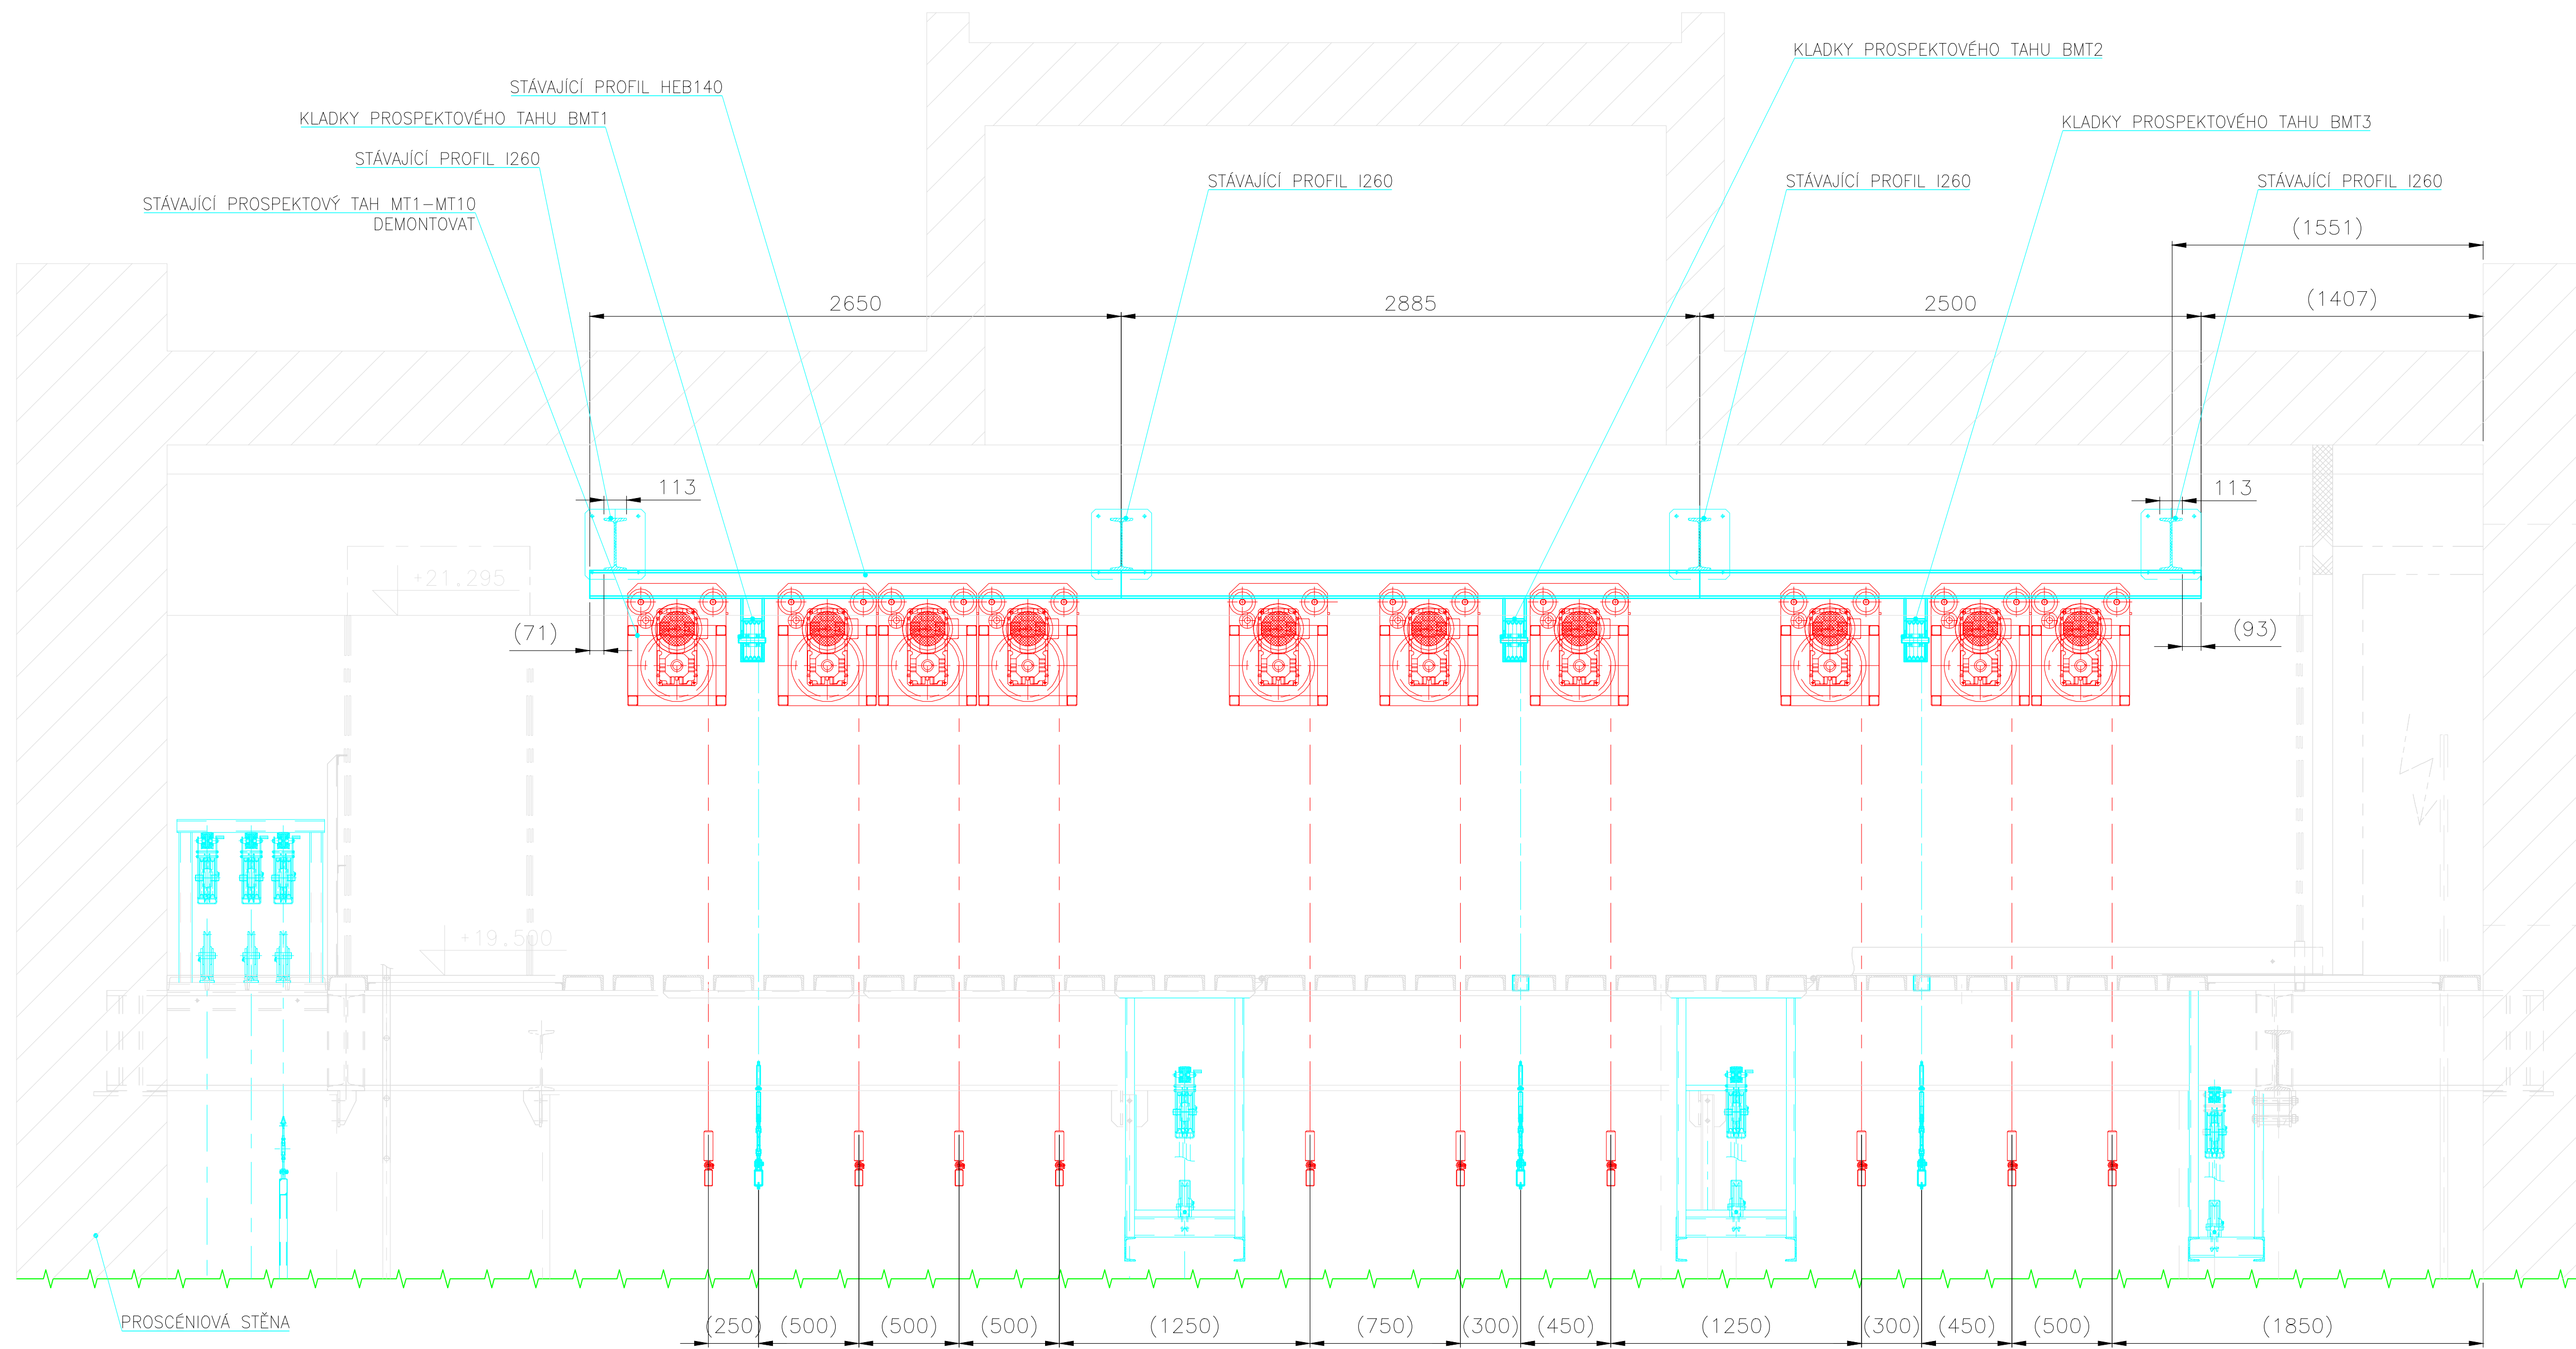 KLADKY PROSPEKTOVÉHO TAHU BMT2
STÁVAJÍCÍ PROFIL HEB140
KLADKY PROSPEKTOVÉHO TAHU BMT1
KLADKY PROSPEKTOVÉHO TAHU BMT3
STÁVAJÍCÍ PROFIL I260
STÁVAJÍCÍ PROFIL I260
STÁVAJÍCÍ PROFIL I260
STÁVAJÍCÍ PROFIL I260
STÁVAJÍCÍ PROSPEKTOVÝ TAH MT1-MT10
DEMONTOVAT
(1551)
2650
2885
2500
(1407)
113
113
+21.295
(71)
(93)
+19.500
PROSCÉNIOVÁ STĚNA
(250)
(500)
(500)
(500)
(1250)
(750)
(300)
(450)
(1250)
(300)
(450)
(500)
(1850)